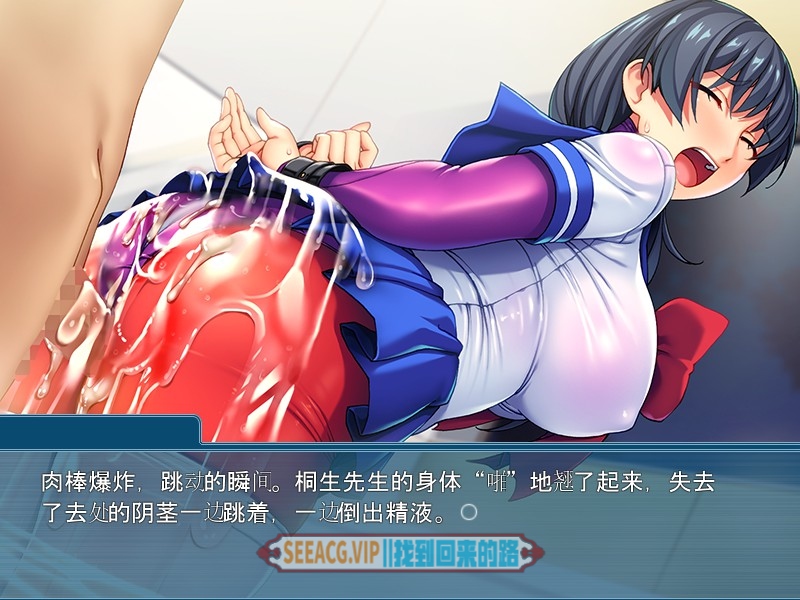 肉棒爆炸，跳动的瞬间。桐生先生的身体“啪”地翘了起来，失去
了去处的阴茎一边跳着，一边倒出精液。
SEEACG.VIP||找到回来的路